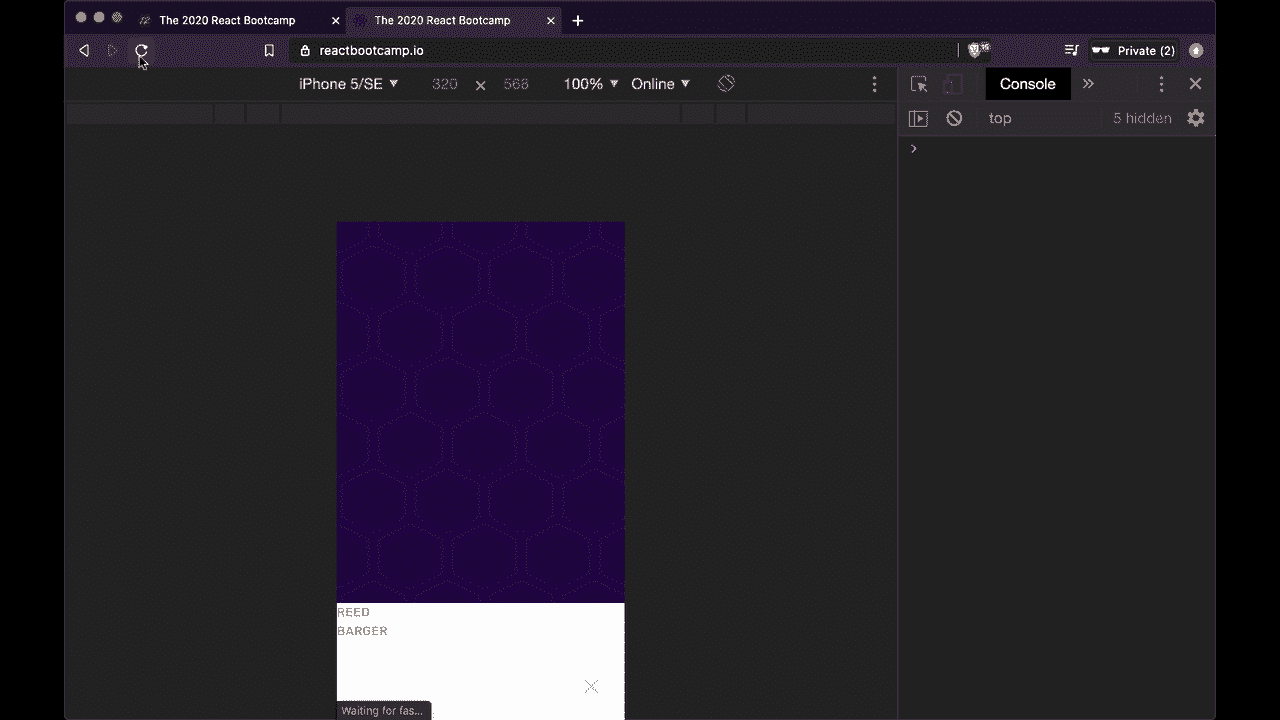 The 2020 React Bootcamp
The 2020 React Bootcamp
reactbootcamp.io
Private (2)
iPhone 5/SE
320
568
100%
Online
Console
top
5 hidden
REED
BARGER
Waiting for fas...